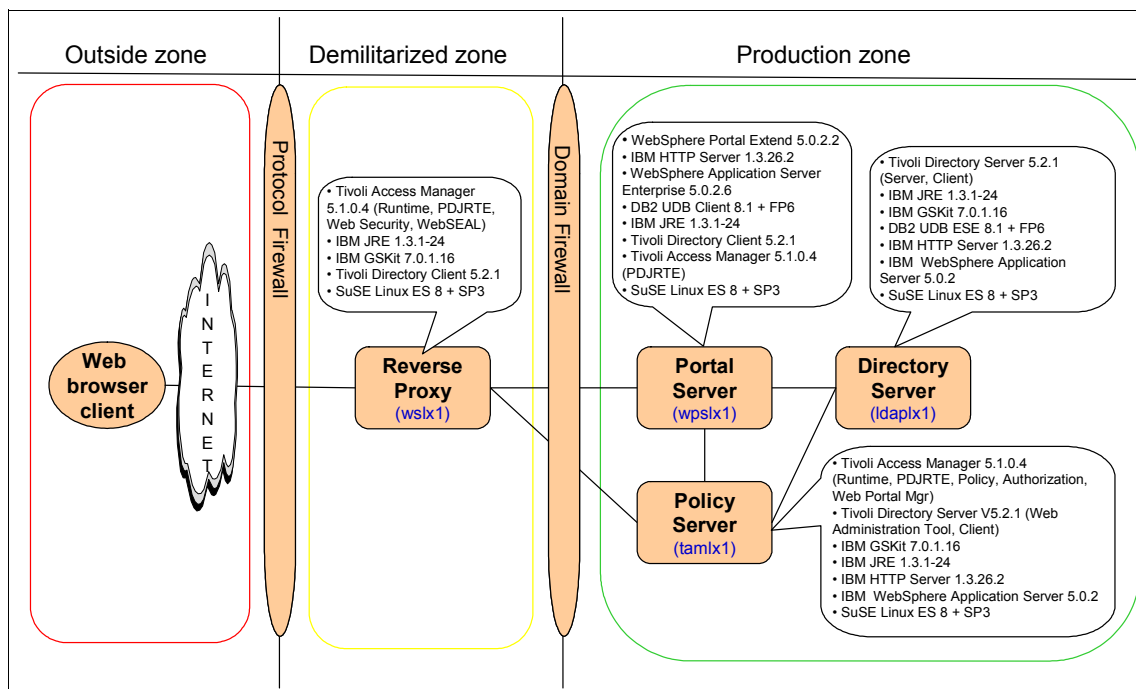 Outside zone
Demilitarized zone
Production zone
Protocol Firewall
Domain Firewall
INTERNET
Web
browser
client
• Tivoli Access Manager
5.1.0.4 (Runtime, PDJRTE,
Web Security, WebSEAL)
• IBM JRE 1.3.1-24
• IBM GSKit 7.0.1.16
• Tivoli Directory Client 5.2.1
• SuSE Linux ES 8 + SP3
Reverse
Proxy
(wslx1)
• WebSphere Portal Extend 5.0.2.2
• IBM HTTP Server 1.3.26.2
• WebSphere Application Server
Enterprise 5.0.2.6
• DB2 UDB Client 8.1 + FP6
• IBM JRE 1.3.1-24
• Tivoli Directory Client 5.2.1
• Tivoli Access Manager 5.1.0.4
(PDJRTE)
• SuSE Linux ES 8 + SP3
Portal
Server
(wpslx1)
• Tivoli Directory Server 5.2.1
(Server, Client)
• IBM JRE 1.3.1-24
• IBM GSKit 7.0.1.16
• DB2 UDB ESE 8.1 + FP6
• IBM HTTP Server 1.3.26.2
• IBM WebSphere Application
Server 5.0.2
• SuSE Linux ES 8 + SP3
Directory
Server
(ldaplx1)
Policy
Server
(tamlx1)
• Tivoli Access Manager 5.1.0.4
(Runtime, PDJRTE, Policy, Authorization,
Web Portal Mgr)
• Tivoli Directory Server V5.2.1 (Web
Administration Tool, Client)
• IBM GSKit 7.0.1.16
• IBM JRE 1.3.1-24
• IBM HTTP Server 1.3.26.2
• IBM WebSphere Application Server 5.0.2
• SuSE Linux ES 8 + SP3